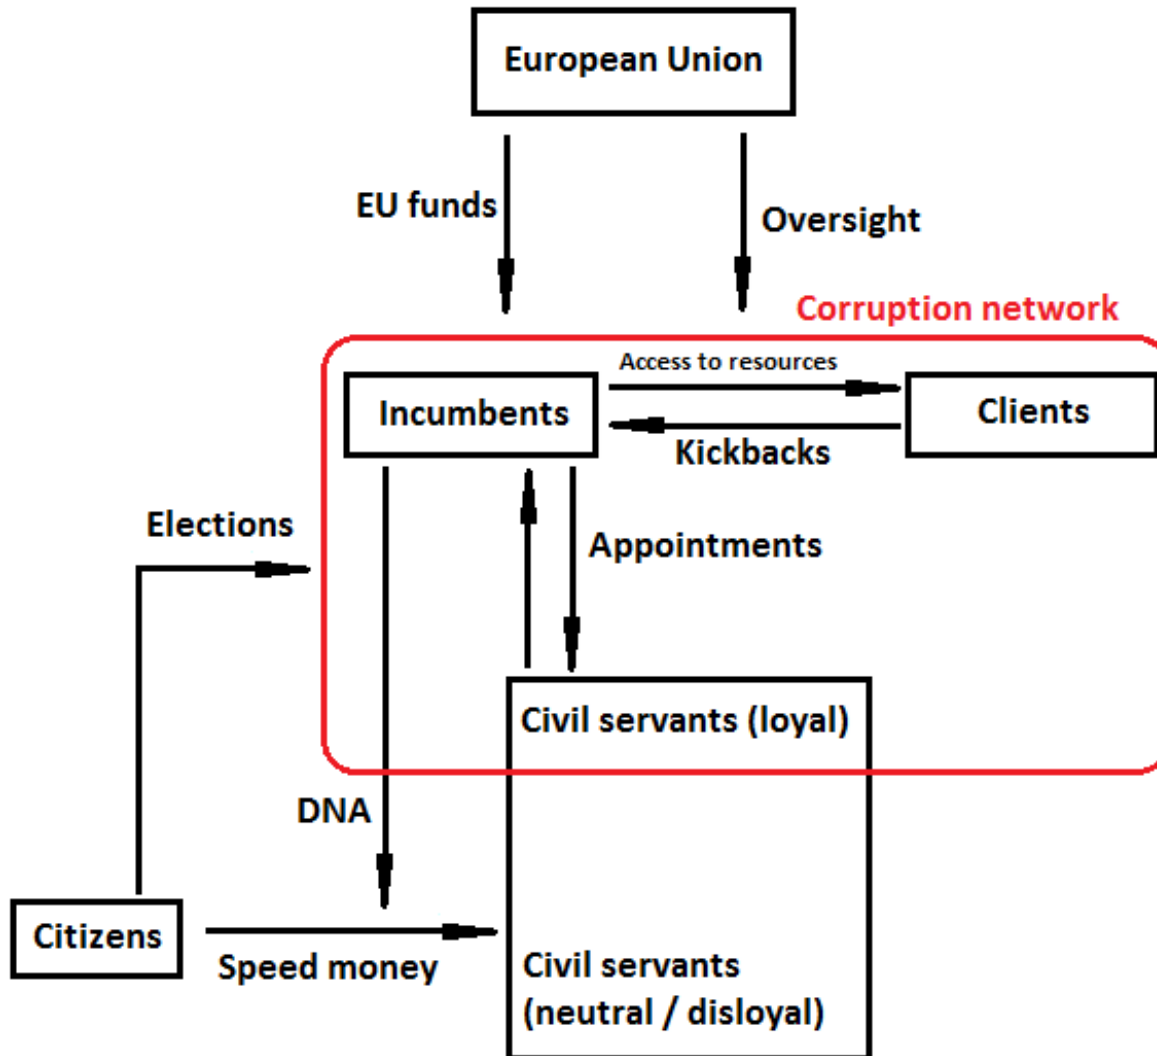 European Union
EU funds
Oversight
Corruption network
Access to resources
Incumbents
Clients
Kickbacks
Elections
Appointments
Civil servants (loyal)
DNA
Citizens
Speed money
Civil servants
(neutral / disloyal)